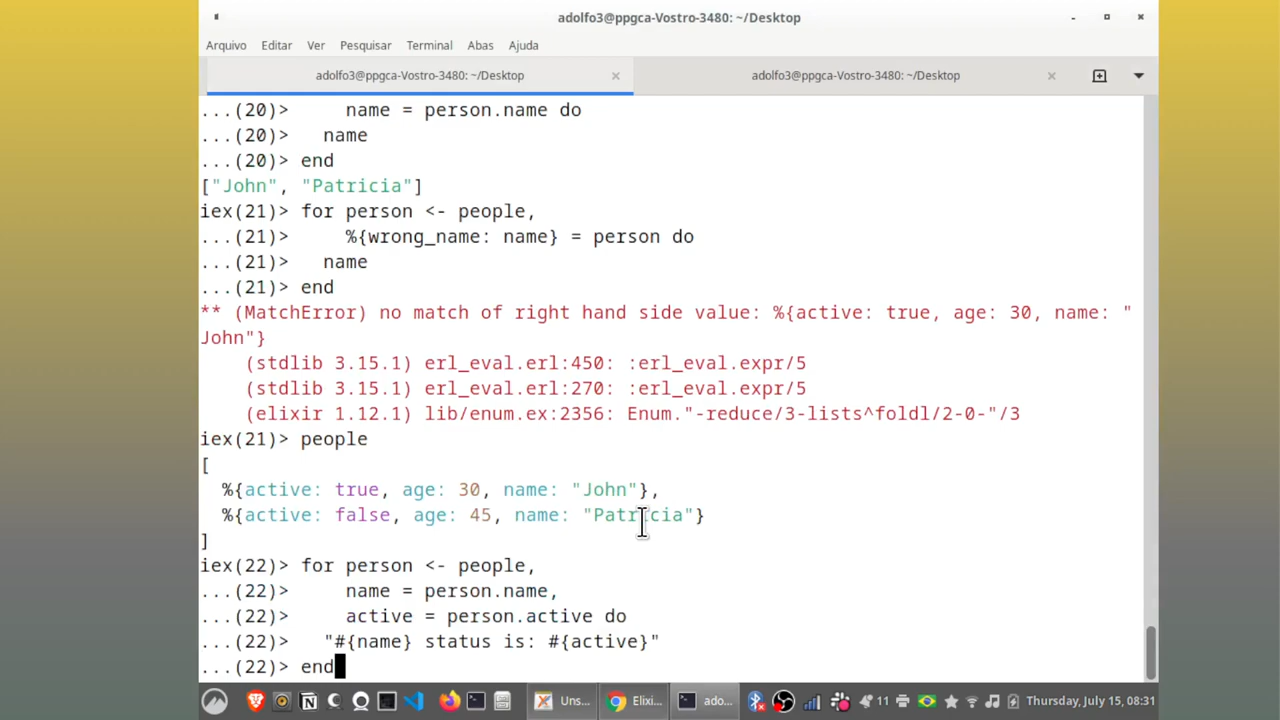 adolfo3@ppgca-Vostro-3480: ~/Desktop
Arquivo Editar Ver Pesquisar Terminal Abas Ajuda
adolfo3@ppgca-Vostro-3480: ~/Desktop adolfo3@ppgca-Vostro-3480: ~/Desktop
...(20)>     name = person.name do
...(20)>   name
...(20)> end
["John", "Patricia"]
iex(21)> for person <- people,
...(21)>     %{wrong_name: name} = person do
...(21)>   name
...(21)> end
** (MatchError) no match of right hand side value: %{active: true, age: 30, name: "
John"}
    (stdlib 3.15.1) erl_eval.erl:450: :erl_eval.expr/5
    (stdlib 3.15.1) erl_eval.erl:270: :erl_eval.expr/5
    (elixir 1.12.1) lib/enum.ex:2356: Enum."-reduce/3-lists^foldl/2-0-"/3
iex(21)> people
[
  %{active: true, age: 30, name: "John"},
  %{active: false, age: 45, name: "Patricia"}
]
iex(22)> for person <- people,
...(22)>     name = person.name,
...(22)>     active = person.active do
...(22)>   "#{name} status is: #{active}"
...(22)> end
Uns... Elixi... ado... 11 Thursday, July 15, 08:31